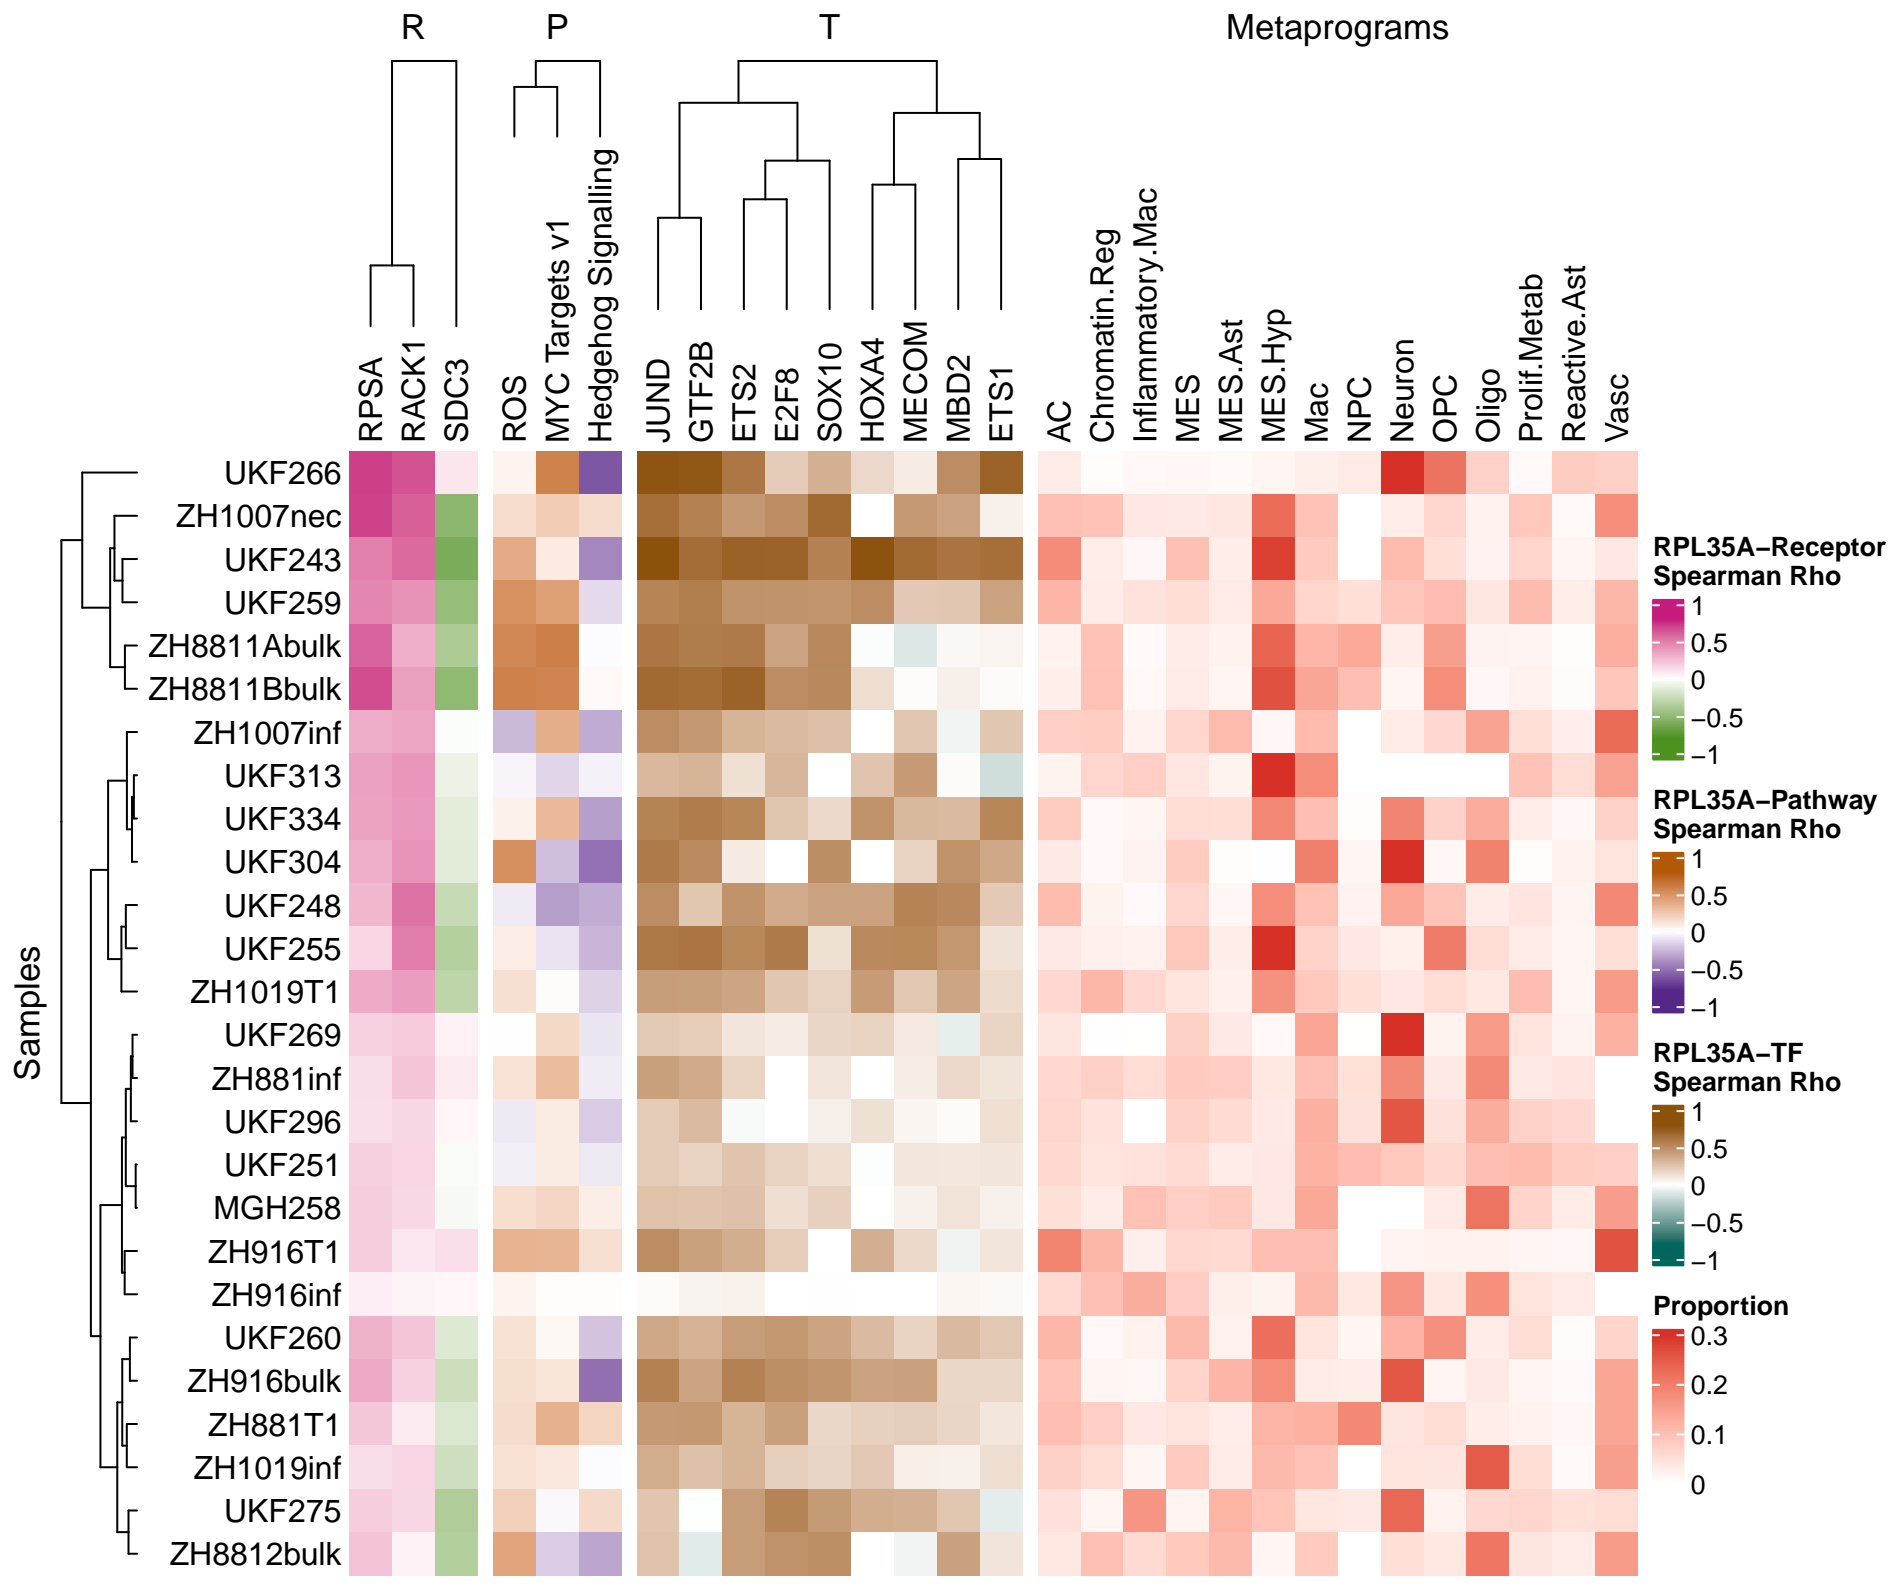 R P T Metaprograms
RPSA RACK1 SDC3 ROS MYC Targets v1 Hedgehog Signalling JUND GTF2B ETS2 E2F8 SOX10 HOXA4 MECOM MBD2 ETS1 AC Chromatin.Reg Inflammatory.Mac MES MES.Ast MES.Hyp Mac NPC Neuron OPC Oligo Prolif.Metab Reactive.Ast Vasc
Samples
UKF266
ZH1007nec
UKF243
UKF259
ZH8811Abulk
ZH8811Bbulk
ZH1007inf
UKF313
UKF334
UKF304
UKF248
UKF255
ZH1019T1
UKF269
ZH881inf
UKF296
UKF251
MGH258
ZH916T1
ZH916inf
UKF260
ZH916bulk
ZH881T1
ZH1019inf
UKF275
ZH8812bulk
RPL35A−Receptor
Spearman Rho
1
0.5
0
−0.5
−1
RPL35A−Pathway
Spearman Rho
1
0.5
0
−0.5
−1
RPL35A−TF
Spearman Rho
1
0.5
0
−0.5
−1
Proportion
0.3
0.2
0.1
0